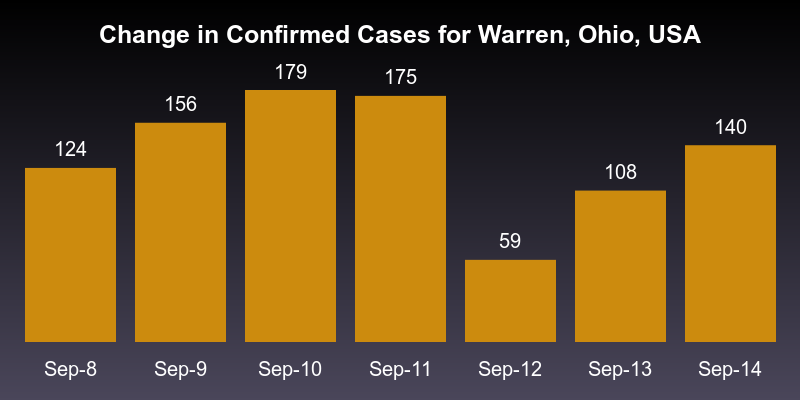 Change in Confirmed Cases for Warren, Ohio, USA
124
156
179
175
59
108
140
Sep-8
Sep-9
Sep-10
Sep-11
Sep-12
Sep-13
Sep-14